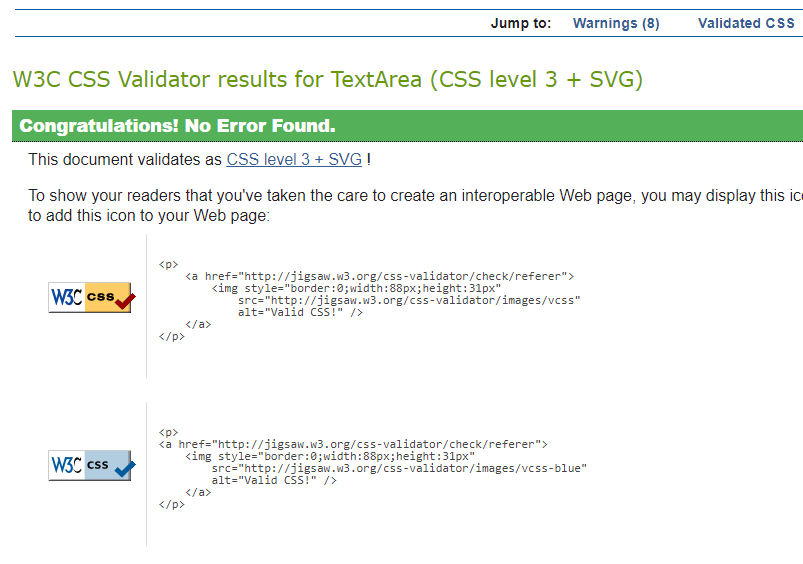 Jump to: Warnings (8) Validated CSS
W3C CSS Validator results for TextArea (CSS level 3 + SVG)
Congratulations! No Error Found.
This document validates as CSS level 3 + SVG !
To show your readers that you've taken the care to create an interoperable Web page, you may display this
to add this icon to your Web page:
<p>
<a href="http://jigsaw.w3.org/css-validator/check/referer">
<img style="border:0;width:88px;height:31px"
W3C css
src="http://jigsaw.w3.org/css-validator/images/vcss"
alt="Valid CSS!" />
</a>
</p>
<p>
<a href="http://jigsaw.w3.org/css-validator/check/referer">
<img style="border:0;width:88px;height:31px"
W3C css
src="http://jigsaw.w3.org/css-validator/images/vcss-blue"
alt="Valid CSS!" />
</a>
</p>